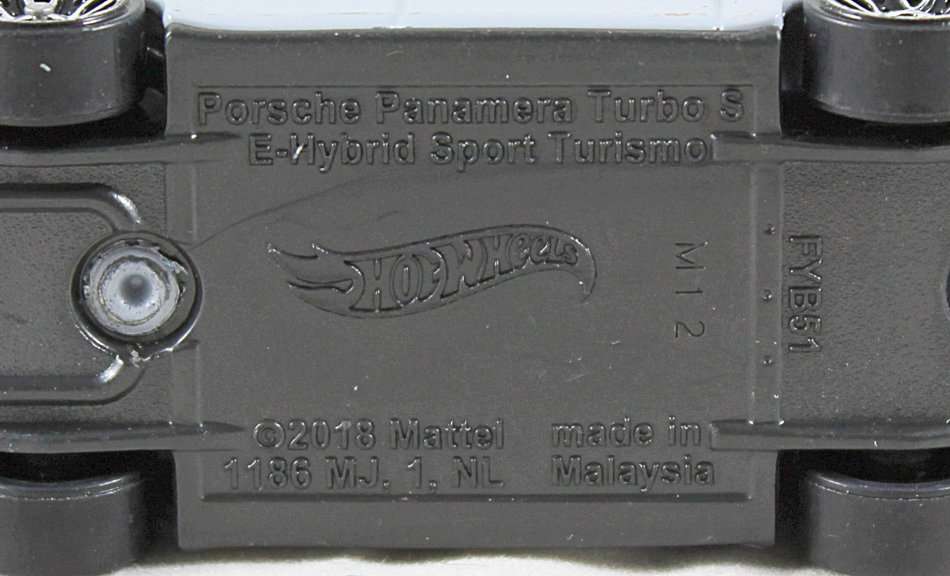 Porsche Panamera Turbo S
E-Hybrid Sport Turismo
HOT WHEELS
M12
FYB51
©2018 Mattel made in
1186 MJ. 1, NL Malaysia